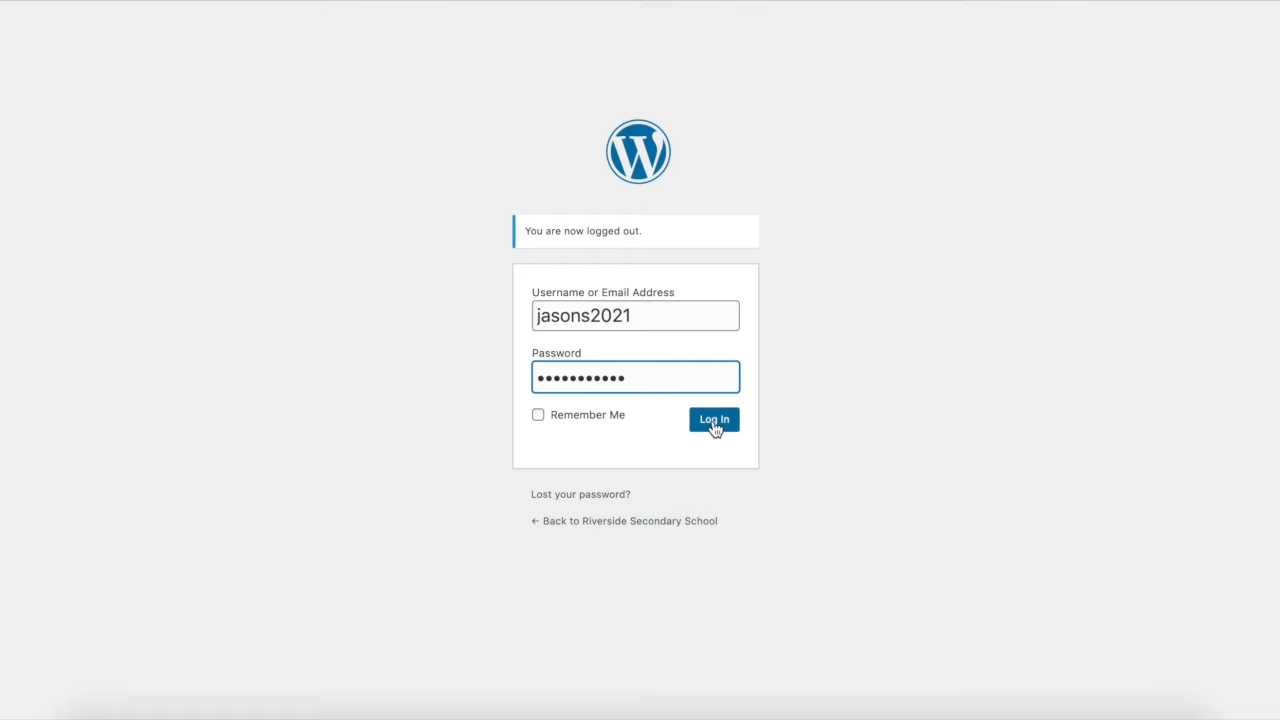 You are now logged out.
Username or Email Address
jasons2021
Password
•••••••••••
Remember Me
Log In
Lost your password?
← Back to Riverside Secondary School